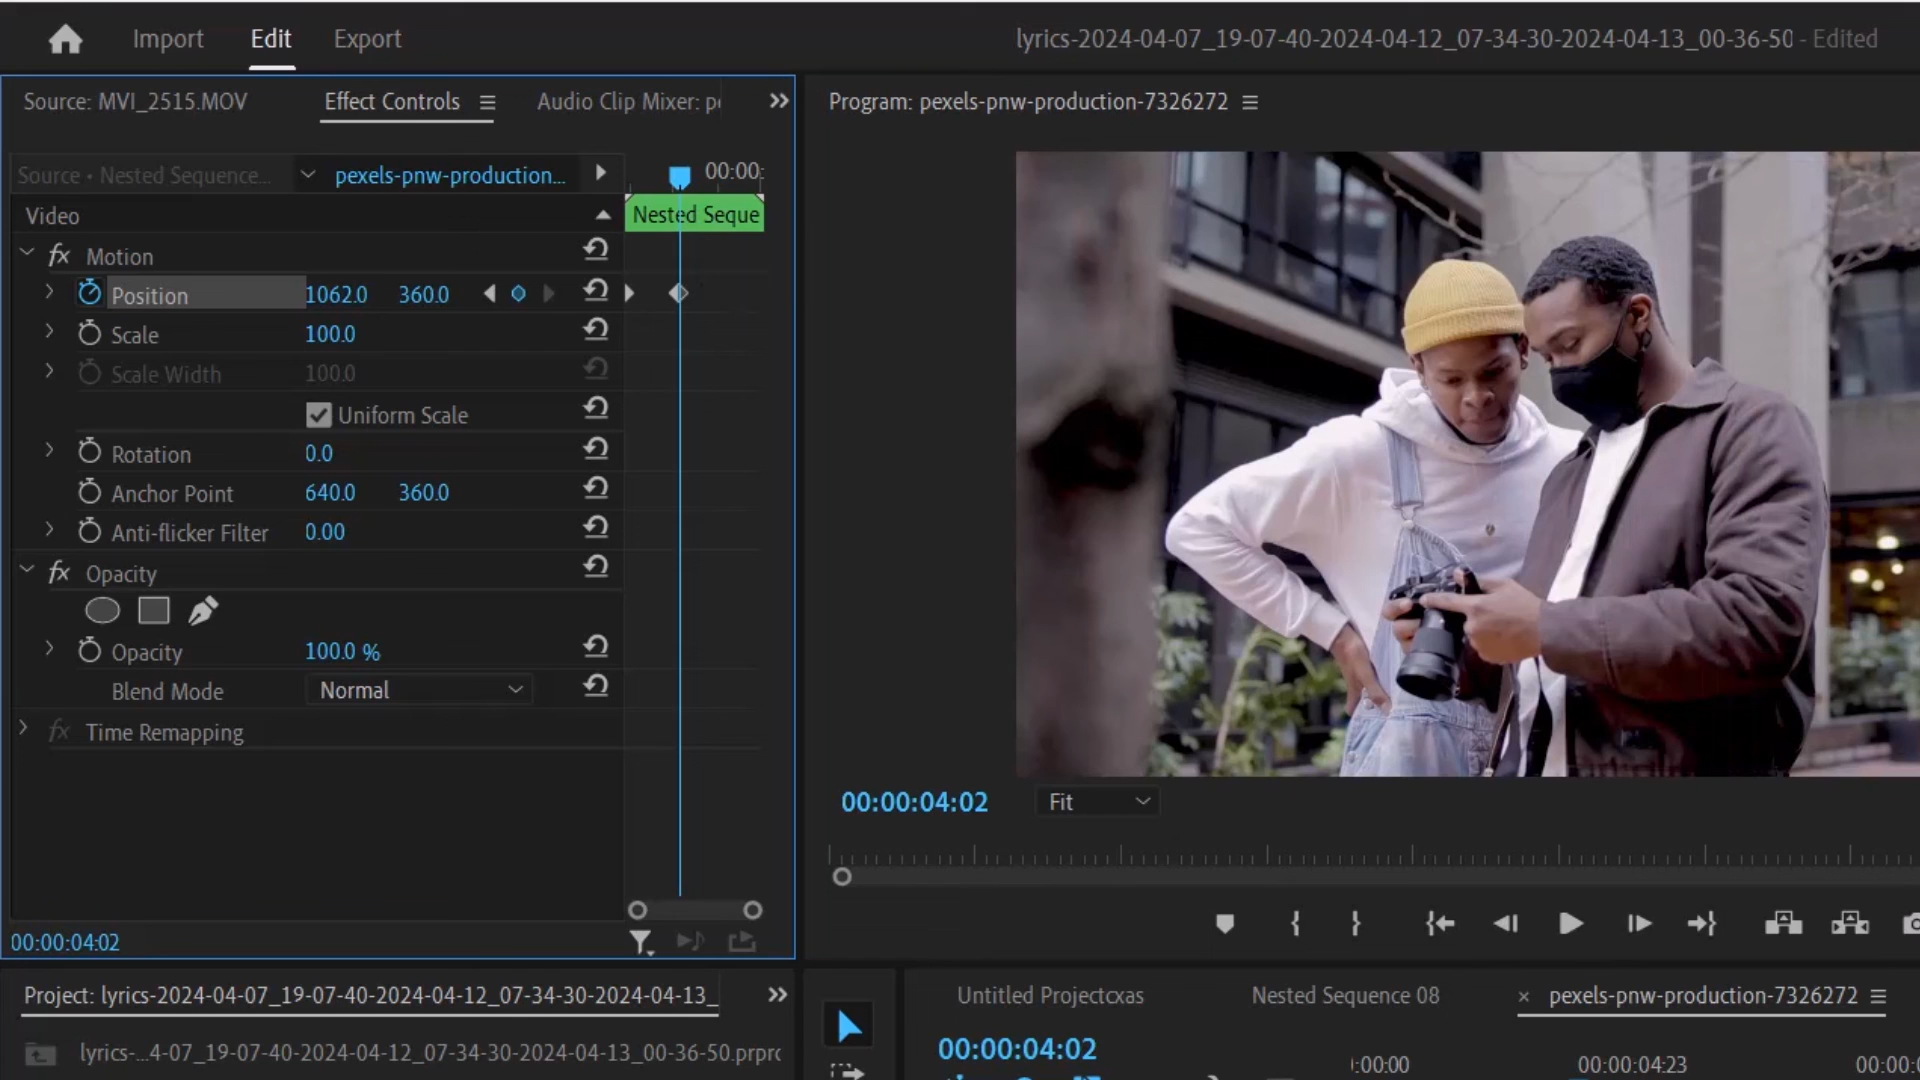 Import Edit Export lyrics-2024-04-07_19-07-40-2024-04-12_07-34-30-2024-04-13_00-36-50 - Edited
Source: MVI_2515.MOV Effect Controls Audio Clip Mixer: Program: pexels-pnw-production-7326272
Source • Nested Sequence... pexels-pnw-production... 00:00:
Video Nested Seque
fx Motion
Position 1062.0 360.0
Scale 100.0
Scale Width 100.0
Uniform Scale
Rotation 0.0
Anchor Point 640.0 360.0
Anti-flicker Filter 0.00
fx Opacity
Opacity 100.0 %
Blend Mode Normal
fx Time Remapping
00:00:04:02 Fit
00:00:04:02
Project: lyrics-2024-04-07_19-07-40-2024-04-12_07-34-30-2024-04-13_ Untitled Projectcxas Nested Sequence 08 × pexels-pnw-production-7326272
lyrics-...4-07_19-07-40-2024-04-12_07-34-30-2024-04-13_00-36-50.prpro 00:00:04:02 :00:00 00:00:04:23 00:00: